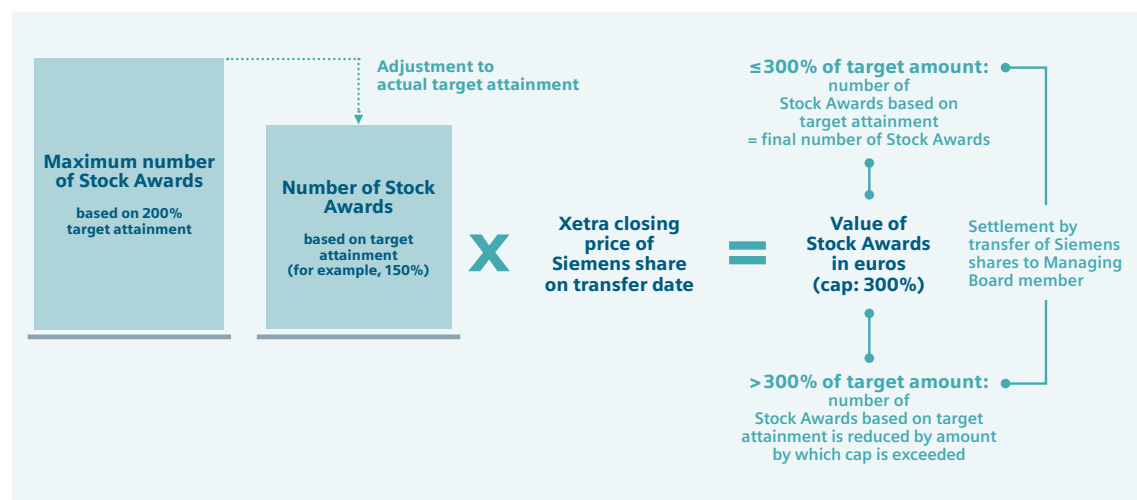 Maximum number
of Stock Awards
based on 200%
target attainment
Adjustment to
actual target attainment
Number of Stock
Awards
based on target
attainment
(for example, 150%)
X
Xetra closing
price of
Siemens share
on transfer date
=
≤300% of target amount:
number of
Stock Awards based on
target attainment
= final number of Stock Awards
Value of
Stock Awards
in euros
(cap: 300%)
>300% of target amount:
number of
Stock Awards based on target
attainment is reduced by amount
by which cap is exceeded
Settlement by
transfer of Siemens
shares to Managing
Board member